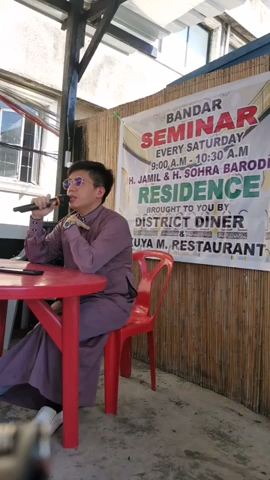 BANDAR
SEMINAR
EVERY SATURDAY
9:00 A.M - 10:30 A.M
H. JAMIL & H. SOHRA BARODI
RESIDENCE
BROUGHT TO YOU BY
DISTRICT DINER
&
KUYA M. RESTAURANT